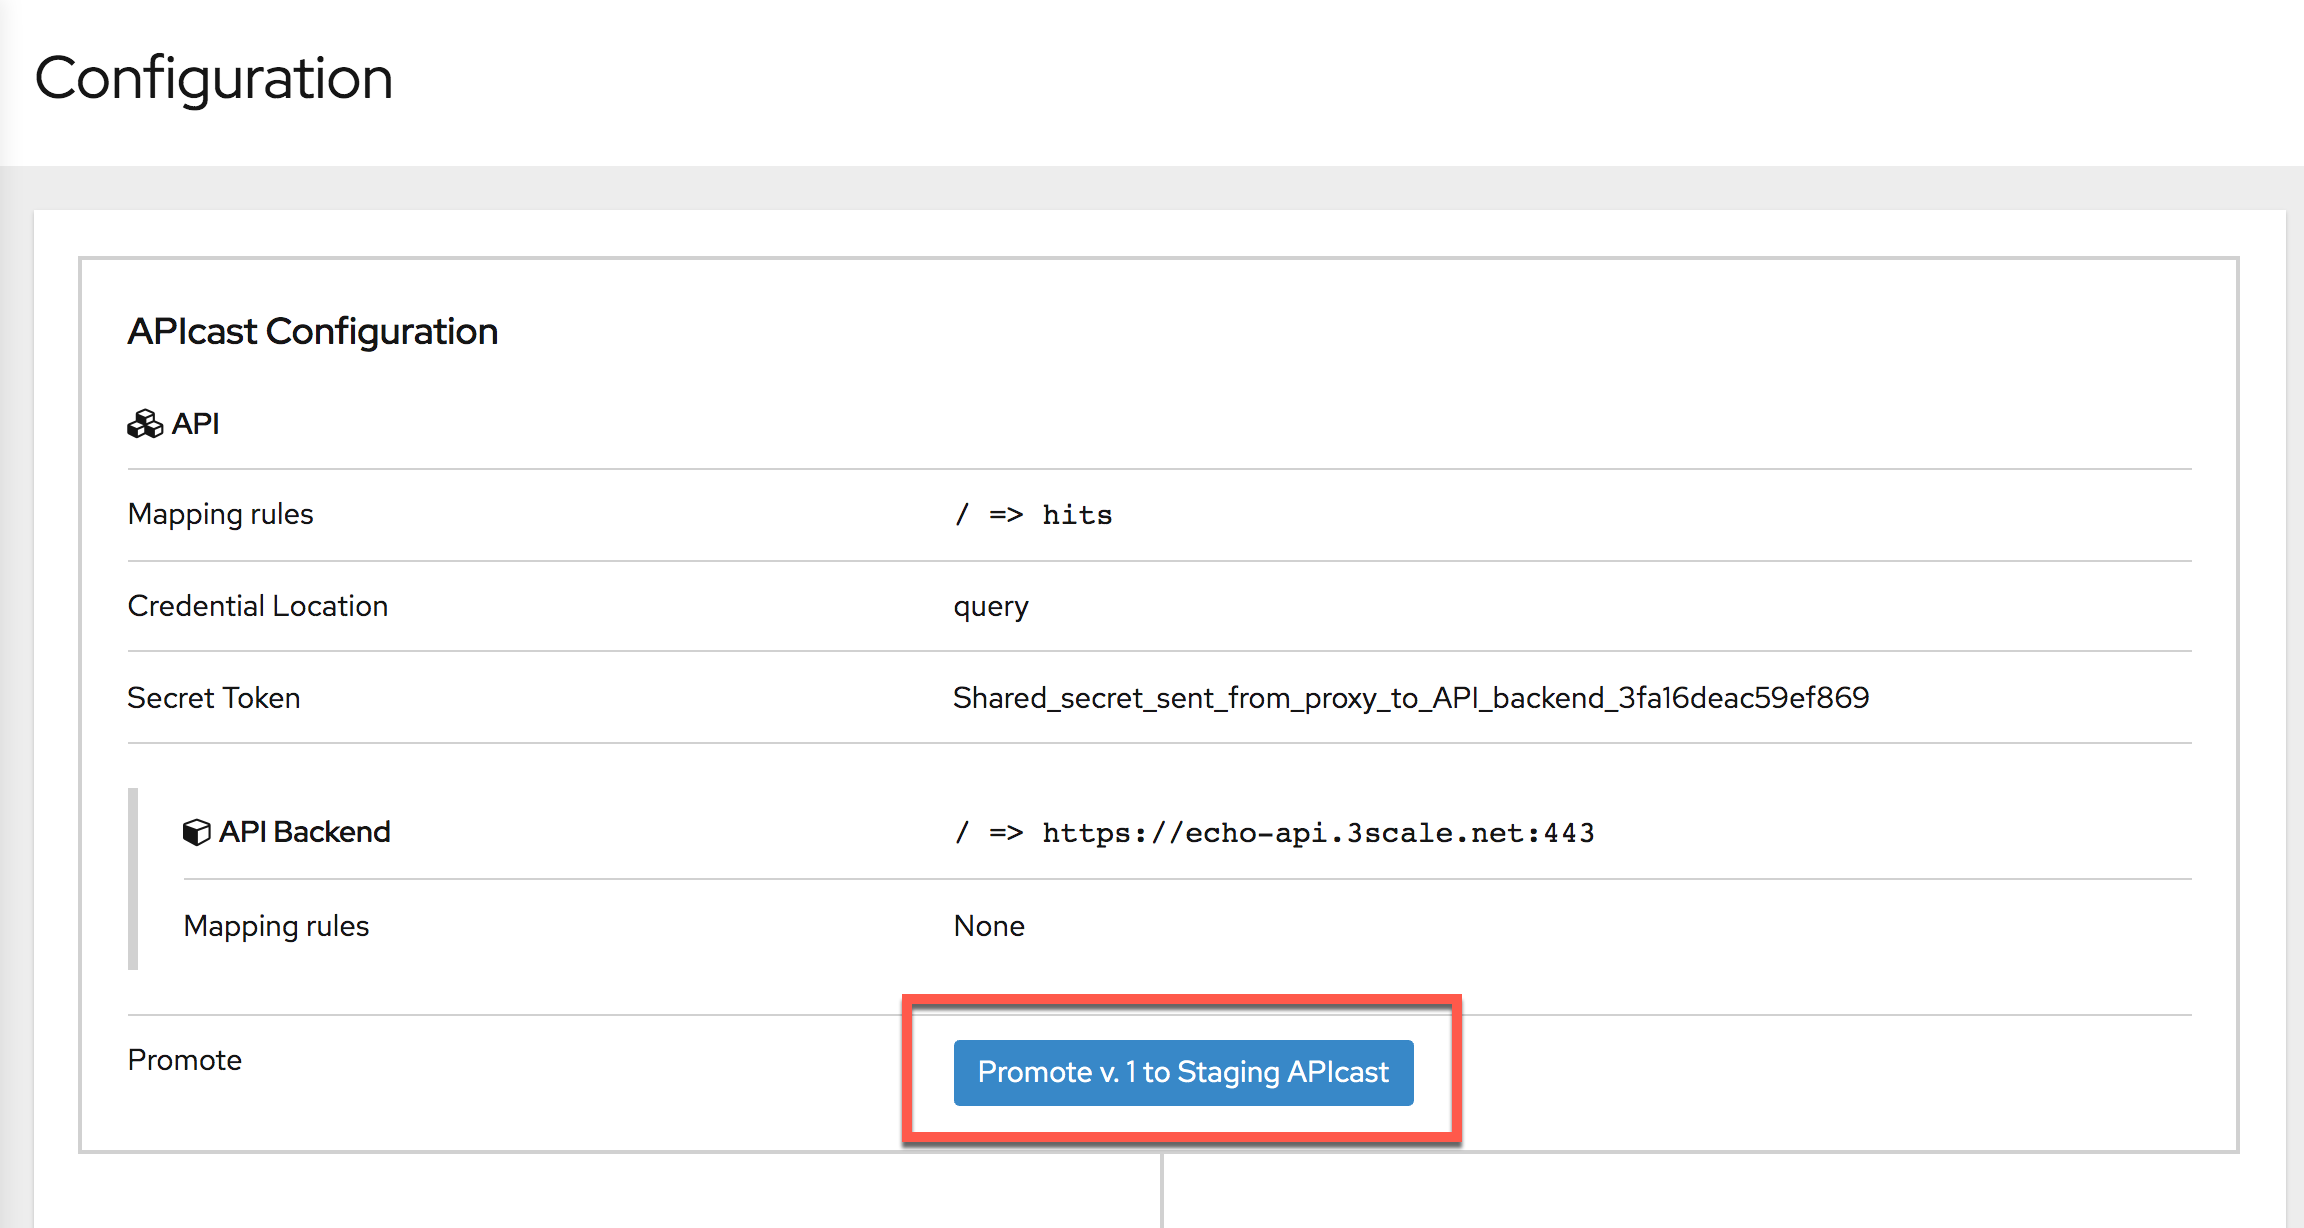 Configuration
APIcast Configuration
API
Mapping rules / => hits
Credential Location query
Secret Token Shared_secret_sent_from_proxy_to_API_backend_3fa16deac59ef869
API Backend / => https://echo-api.3scale.net:443
Mapping rules None
Promote Promote v. 1 to Staging APIcast